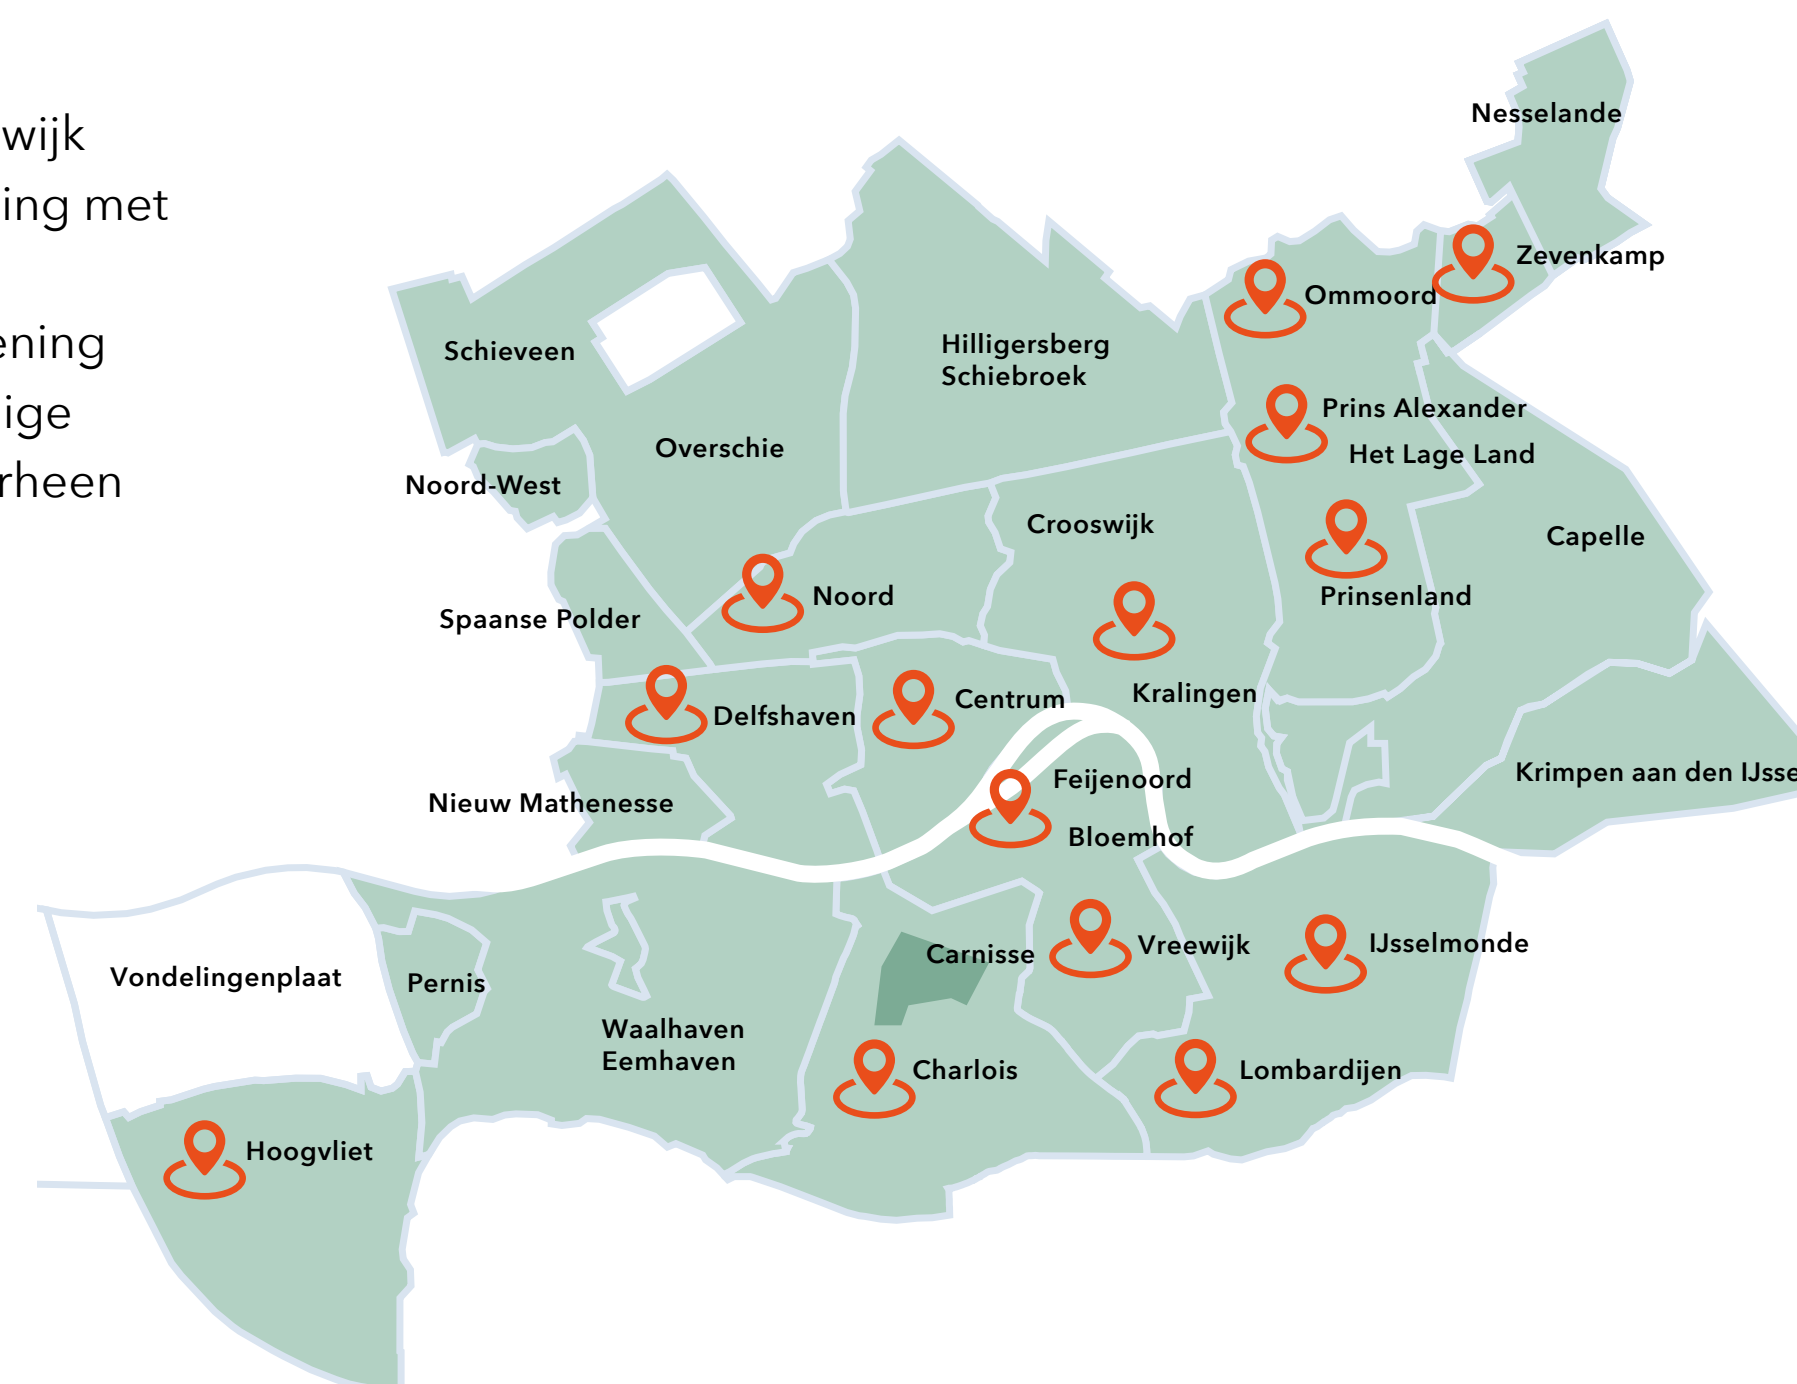 wijk
ing met
ening
ige
rheen
Nesselande
Zevenkamp
Ommoord
Schieveen
Hilligersberg
Schiebroek
Prins Alexander
Overschie
Het Lage Land
Noord-West
Crooswijk
Capelle
Noord
Prinsenland
Spaanse Polder
Kralingen
Centrum
Delfshaven
Krimpen aan den IJsse
Feijenoord
Nieuw Mathenesse
Bloemhof
IJsselmonde
Vreewijk
Carnisse
Vondelingenplaat
Pernis
Waalhaven
Eemhaven
Charlois
Lombardijen
Hoogvliet